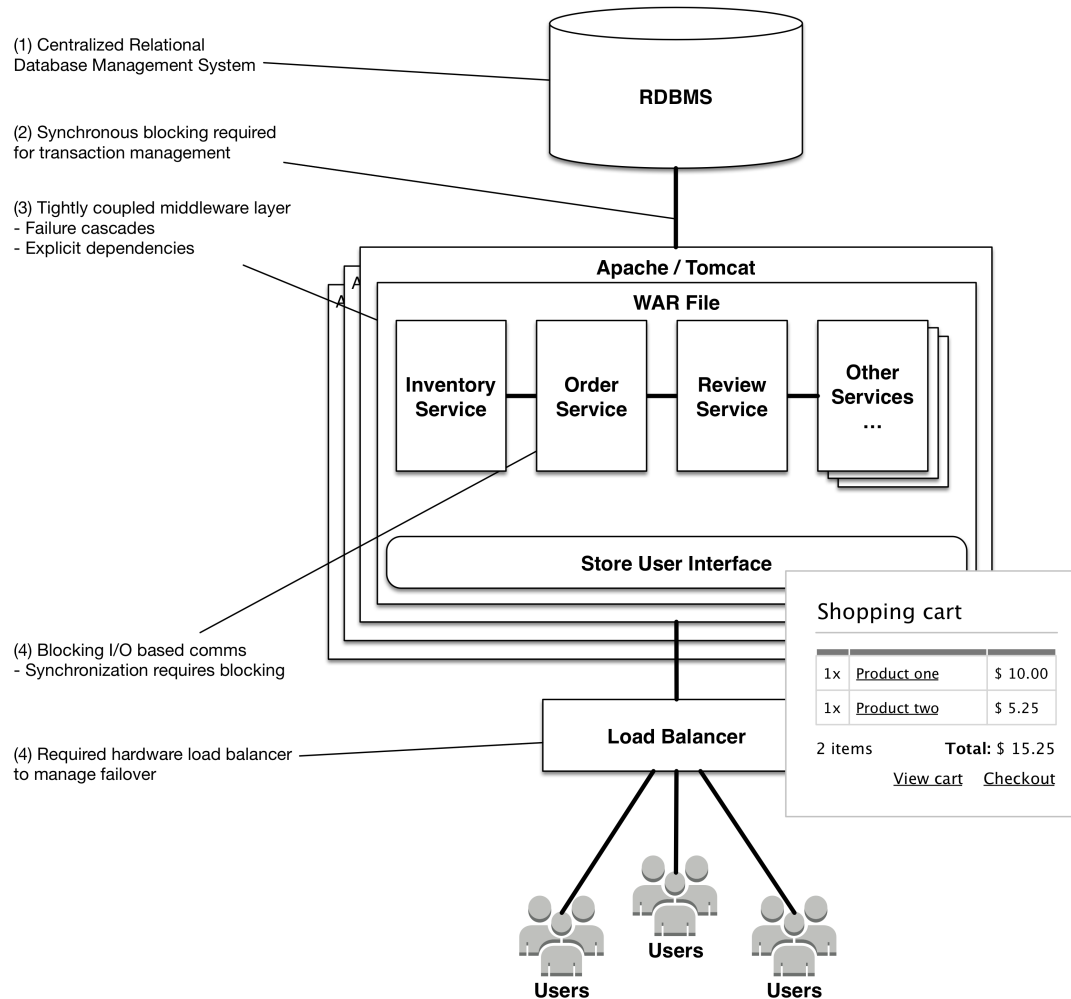 (1) Centralized Relational
Database Management System
RDBMS
(2) Synchronous blocking required
for transaction management
(3) Tightly coupled middleware layer
- Failure cascades
- Explicit dependencies
Apache / Tomcat
A
A
WAR File
Inventory
Service
Order
Service
Review
Service
Other
Services
...
Store User Interface
(4) Blocking I/O based comms
- Synchronization requires blocking
Shopping cart
1x Product one $ 10.00
1x Product two $ 5.25
2 items Total: $ 15.25
View cart Checkout
(4) Required hardware load balancer
to manage failover
Load Balancer
Users
Users
Users